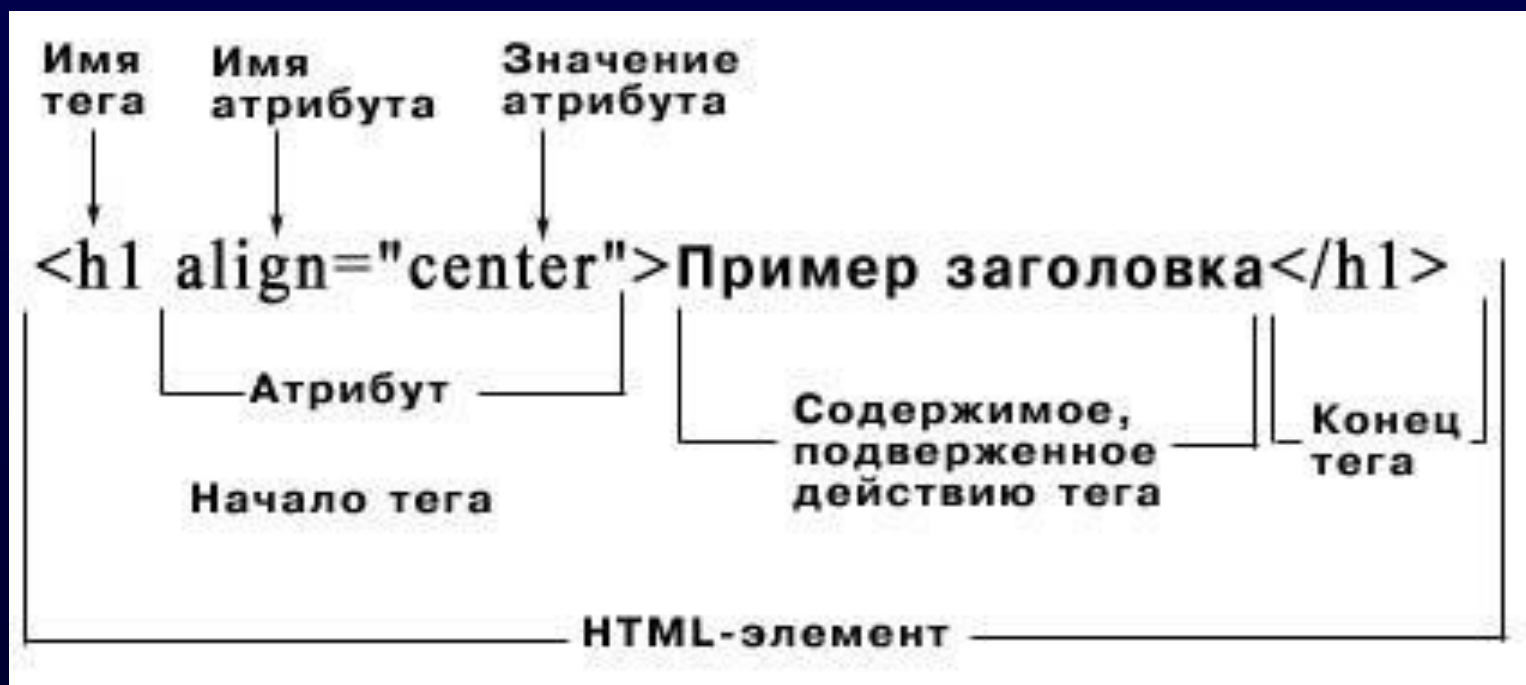 Имя тега
Имя атрибута
Значение атрибута
<h1 align="center">Пример заголовка</h1>
Атрибут
Содержимое,
подверженное
действию тега
Конец
тега
Начало тега
HTML-элемент